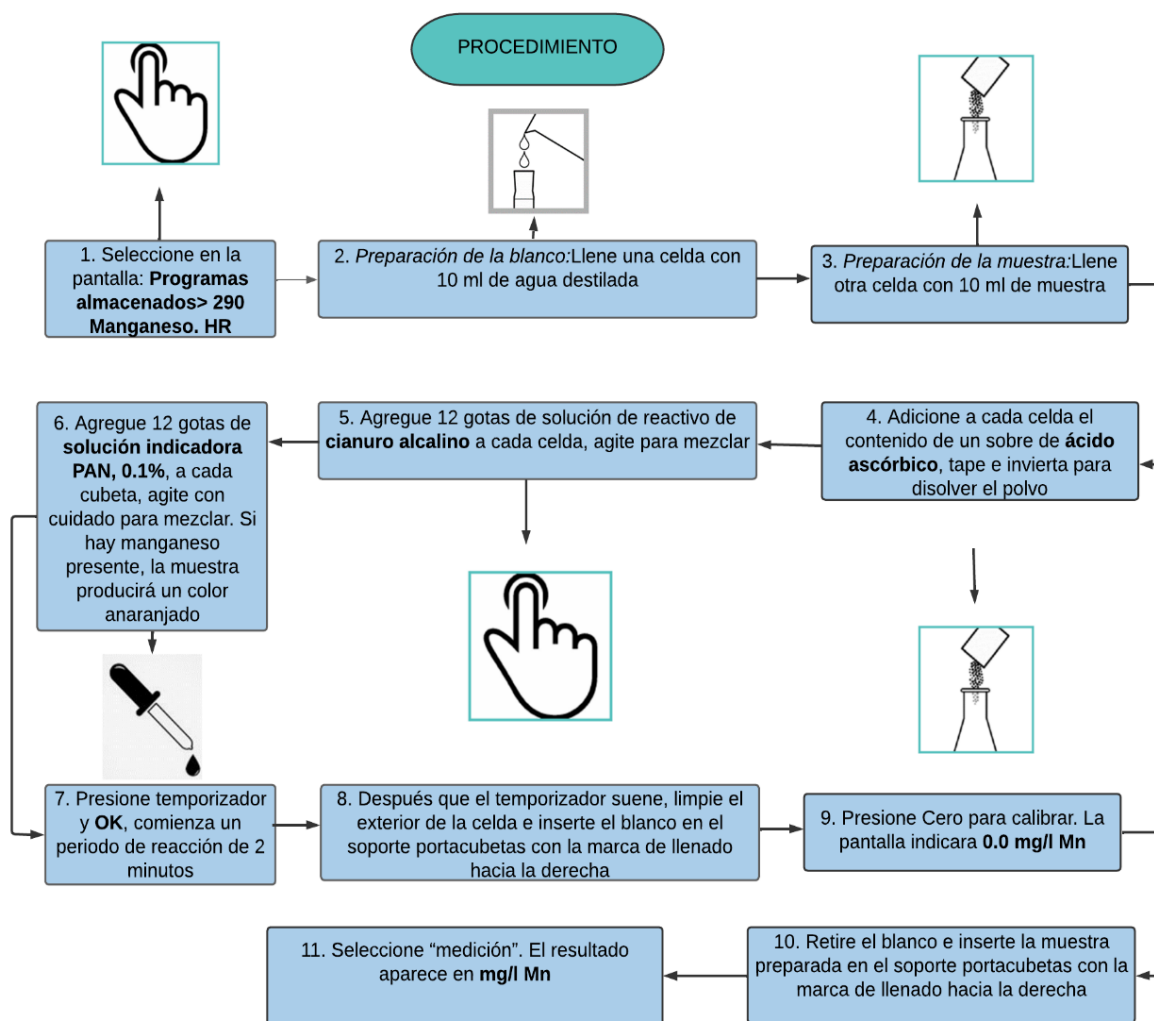 PROCEDIMIENTO
1. Seleccione en la
pantalla: Programas
almacenados> 290
Manganeso. HR
2. Preparación de la blanco:Llene una celda con
10 ml de agua destilada
3. Preparación de la muestra:Llene
otra celda con 10 ml de muestra
4. Adicione a cada celda el
contenido de un sobre de ácido
ascórbico, tape e invierta para
disolver el polvo
5. Agregue 12 gotas de solución de reactivo de
cianuro alcalino a cada celda, agite para mezclar
6. Agregue 12 gotas de
solución indicadora
PAN, 0.1%, a cada
cubeta, agite con
cuidado para mezclar. Si
hay manganeso
presente, la muestra
producirá un color
anaranjado
7. Presione temporizador
y OK, comienza un
periodo de reacción de 2
minutos
8. Después que el temporizador suene, limpie el
exterior de la celda e inserte el blanco en el
soporte portacubetas con la marca de llenado
hacia la derecha
9. Presione Cero para calibrar. La
pantalla indicara 0.0 mg/l Mn
10. Retire el blanco e inserte la muestra
preparada en el soporte portacubetas con la
marca de llenado hacia la derecha
11. Seleccione “medición”. El resultado
aparece en mg/l Mn